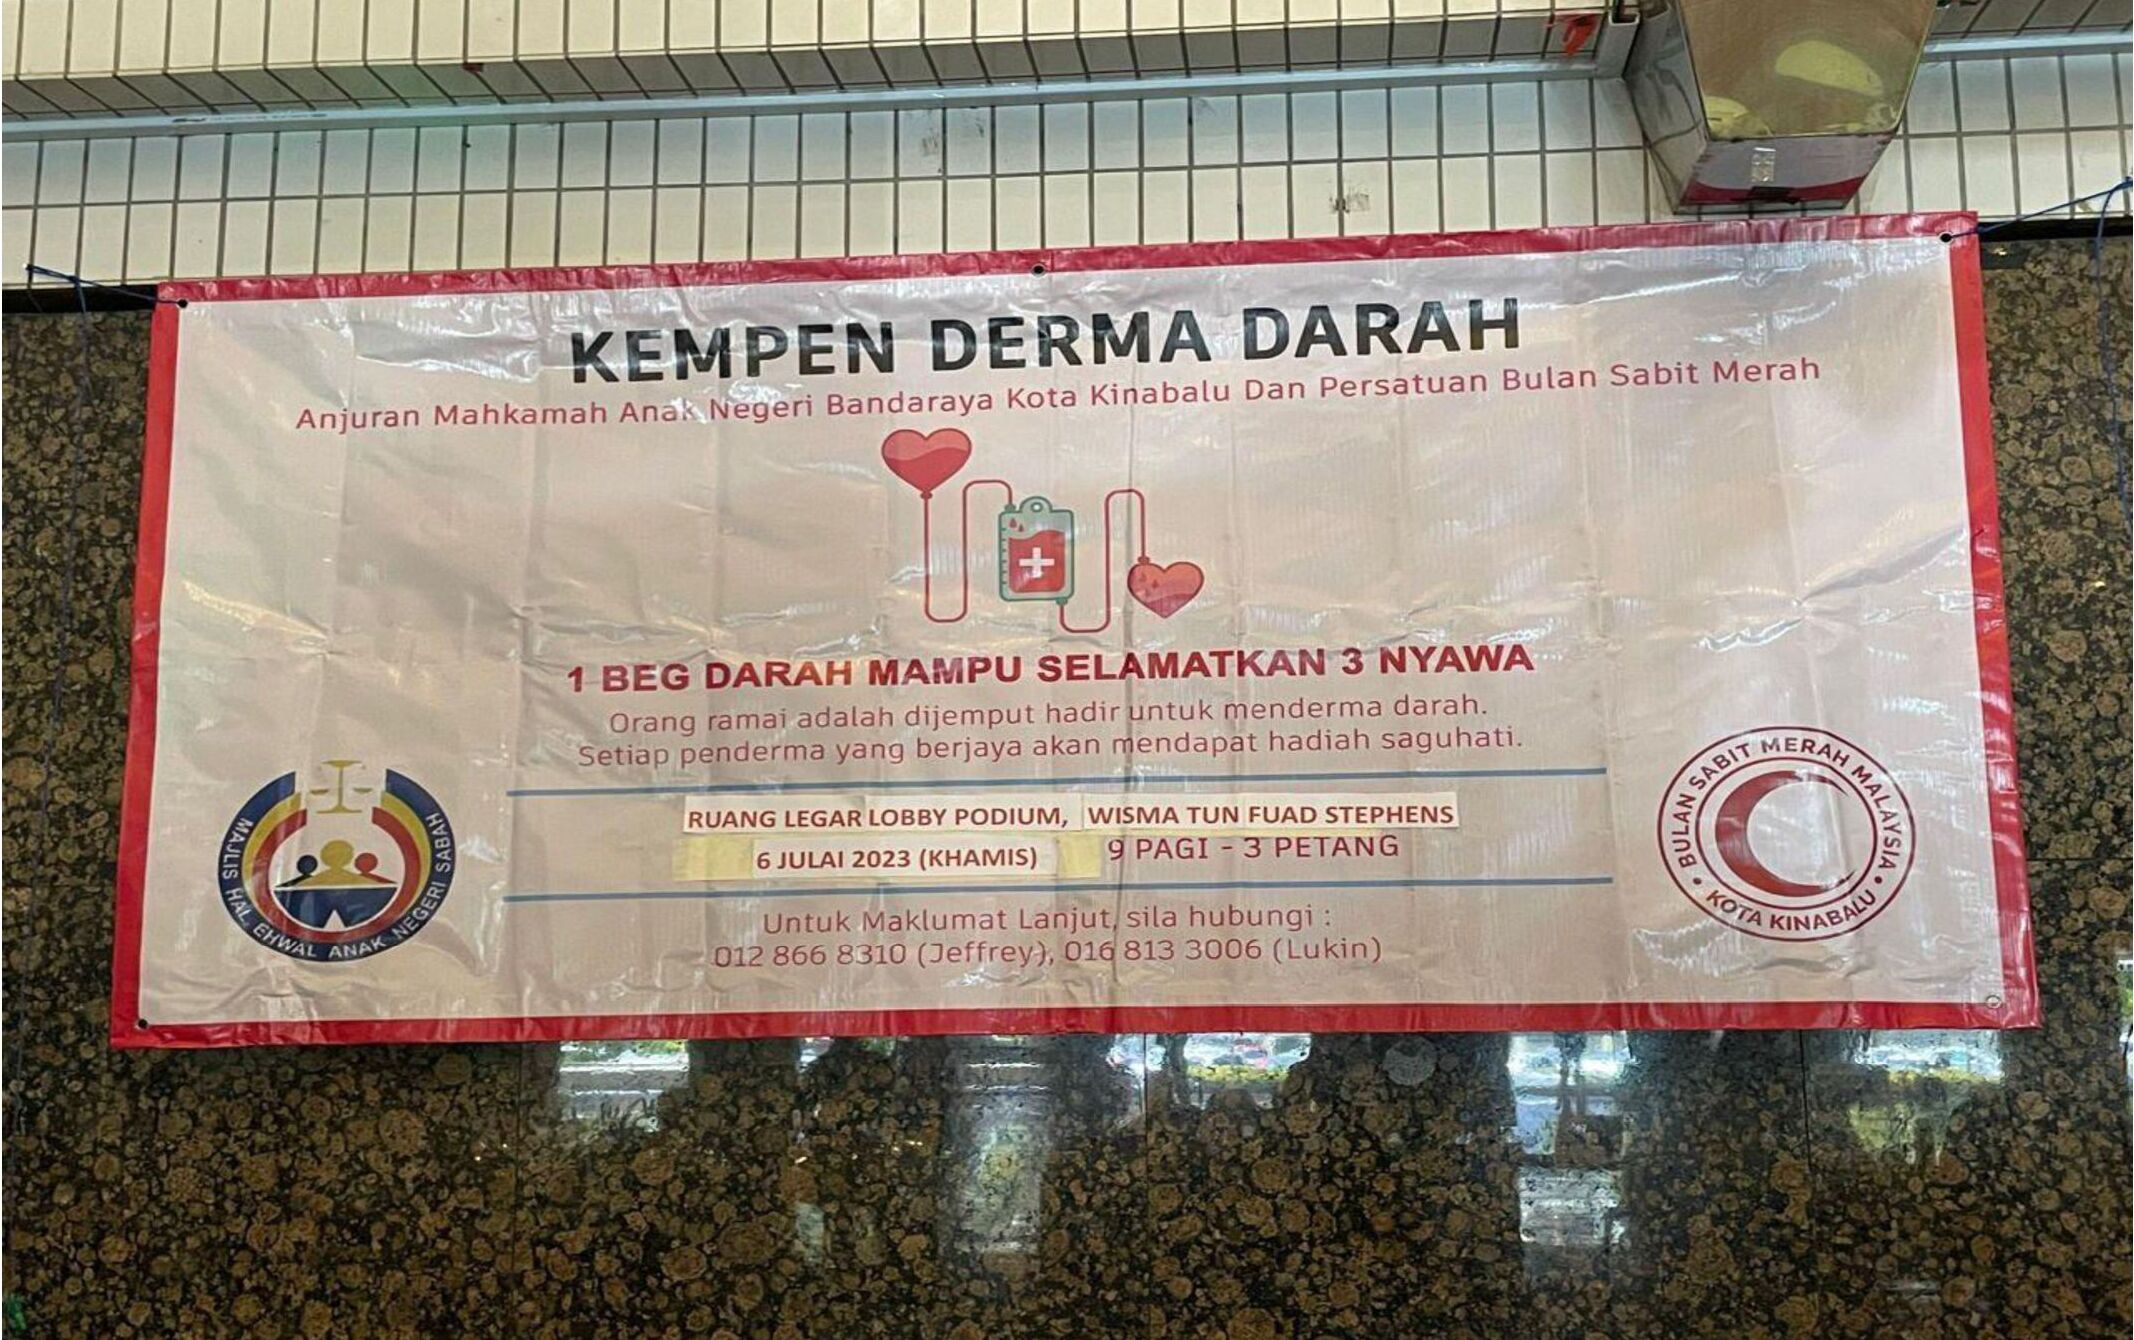 KEMPEN DERMA DARAH
Anjuran Mahkamah Anak Negeri Bandaraya Kota Kinabalu Dan Persatuan Bulan Sabit Merah
1 BEG DARAH MAMPU SELAMATKAN 3 NYAWA
Orang ramai adalah dijemput hadir untuk menderma darah.
Setiap penderma yang berjaya akan mendapat hadiah saguhati.
RUANG LEGAR LOBBY PODIUM, WISMA TUN FUAD STEPHENS
6 JULAI 2023 (KHAMIS) 9 PAGI - 3 PETANG
Untuk Maklumat Lanjut, sila hubungi :
012 866 8310 (Jeffrey), 016 813 3006 (Lukin)
MAJLIS HAL EHWAL ANAK NEGERI SABAH
BULAN SABIT MERAH MALAYSIA
• KOTA KINABALU •